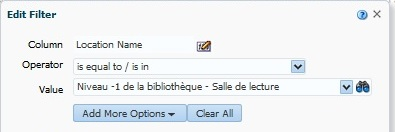 Edit Filter
Column Location Name
Operator is equal to / is in
Value Niveau -1 de la bibliothèque - Salle de lecture
Add More Options Clear All